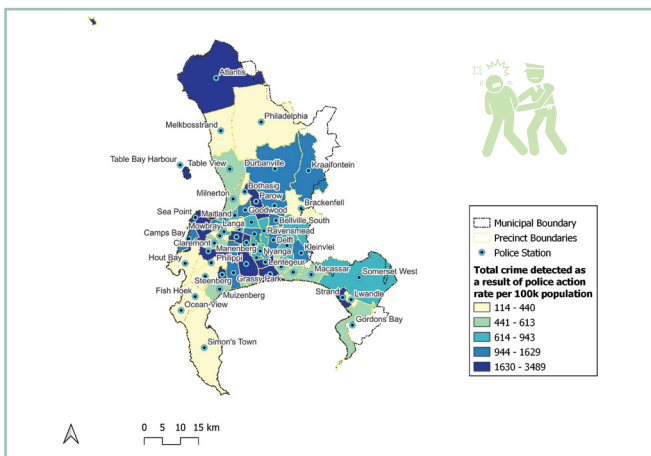 Atlantis
Philadelphia
Melkbosstrand
Table Bay Harbour
Table View
Durbanville
Kraaifontein
Milnerton
Bothasig
Parow
Brackenfell
Goodwood
Sea Point
Maitland
Bellville South
Mowbray
Langa
Ravensmead
Camps Bay
Delft
Claremont
Kleinvlei
Manenberg
Nyanga
Hout Bay
Philippi
Lentegeur
Macassar
Somerset West
Steenberg
Grassy Park
Strand
Lwandle
Fish Hoek
Muizenberg
Ocean View
Gordons Bay
Simon's Town
Municipal Boundary
Precinct Boundaries
Police Station
Total crime detected as
a result of police action
rate per 100k population
114 - 440
441 - 613
614 - 943
944 - 1629
1630 - 3489
0 5 10 15 km